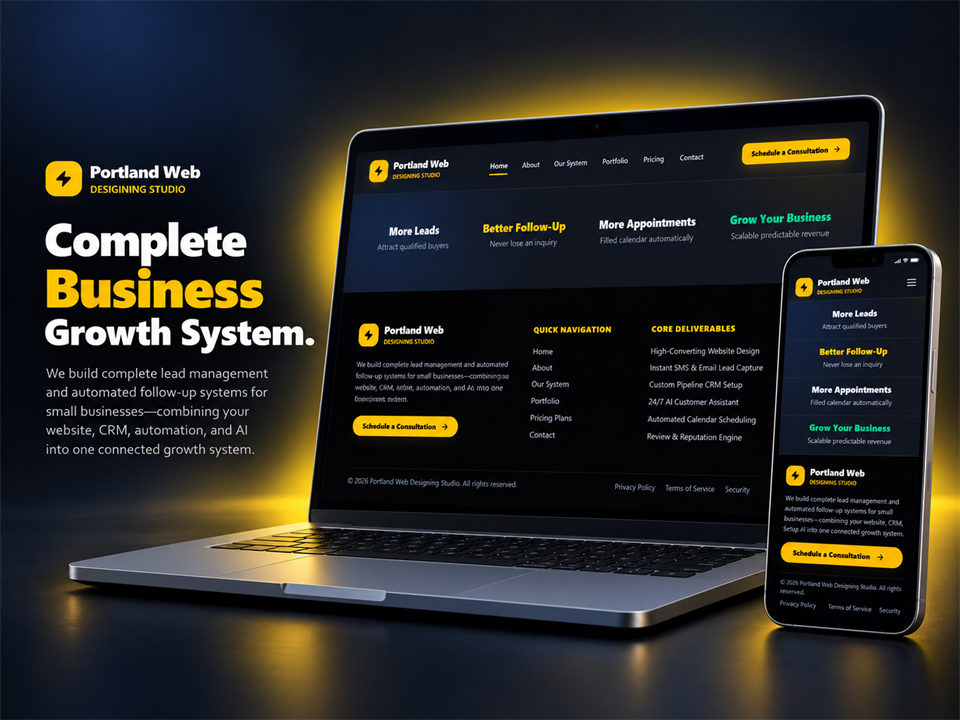 Portland Web
DESIGINING STUDIO
Complete
Business
Growth System.
We build complete lead management
and automated follow-up systems for
small businesses—combining your
website, CRM, automation, and AI
into one connected growth system.
Portland Web
DESIGNING STUDIO
Home
About
Our System
Portfolio
Pricing
Contact
Schedule a Consultation →
More Leads
Attract qualified buyers
Better Follow-Up
Never lose an inquiry
More Appointments
Filled calendar automatically
Grow Your Business
Scalable predictable revenue
Portland Web
DESIGNING STUDIO
We build complete lead management and automated
follow-up systems for small businesses—combining
website, CRM, automation, and AI into one
system.
Schedule a Consultation →
QUICK NAVIGATION
Home
About
Our System
Portfolio
Pricing Plans
Contact
CORE DELIVERABLES
High-Converting Website Design
Instant SMS & Email Lead Capture
Custom Pipeline CRM Setup
24/7 AI Customer Assistant
Automated Calendar Scheduling
Review & Reputation Engine
© 2026 Portland Web Designing Studio. All rights reserved.
Privacy Policy
Terms of Service
Security
Portland Web
DESIGNING STUDIO
More Leads
Attract qualified buyers
Better Follow-Up
Never lose an inquiry
More Appointments
Filled calendar automatically
Grow Your Business
Scalable predictable revenue
Portland Web
DESIGNING STUDIO
We build complete lead management and
automated follow-up systems for small
businesses—combining your website, CRM,
Setup AI into one connected growth system.
Schedule a Consultation →
© 2026 Portland Web Designing Studio. All rights
reserved.
Privacy Policy
Terms of Service
Security